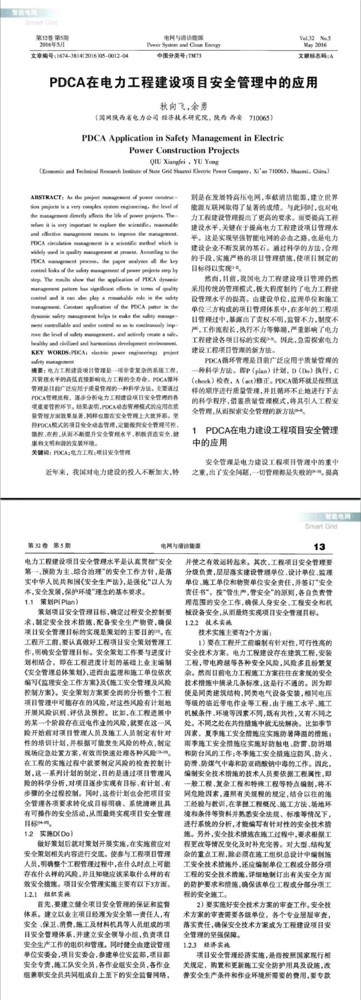 智能电网
Smart Grid
第32卷 第5期
2016年5月
电网与清洁能源
Power System and Clean Energy
Vol.32 No.5
May 2016
文章编号:1674-3814(2016)05-0012-04
中图分类号:TM73
文献标志码:A
PDCA在电力工程建设项目安全管理中的应用
秋向飞,余勇
(国网陕西省电力公司 经济技术研究院, 陕西 西安 710065)
PDCA Application in Safety Management in Electric
Power Construction Projects
QIU Xiangfei , YU Yong
(Economic and Technical Research Institute of State Grid Shaanxi Electric Power Company, Xi'an 710065, Shaanxi, China)
ABSTRACT: As the project management of power construc-
tion projects is a very complex system engineering, the level of
the management directly affects the life of power projects. The-
refore it is very important to explore the scientific, reasonable
and effective management means to improve the management.
PDCA circulation management is a scientific method which is
widely used in quality management at present. According to the
PDCA management process, the paper analyzes all the key
control links of the safety management of power projects step by
step. The results show that the application of PDCA dynamic
management pattern has significant effects in terms of quality
control and it can also play a remarkable role in the safety
management. Constant application of the PDCA patter in the
dynamic safety management helps to make the safety manage-
ment controllable and under control so as to continuously imp-
rove the level of safety management, and actively create a safe,
healthy and civilized and harmonious development environment.
KEY WORDS:PDCA; electric power engineering; project
safety management
摘要: 电力工程建设项目管理是一项非常复杂的系统工程,
其管理水平的高低直接影响电力工程的全寿命。PDCA循环
管理是目前广泛应用于质量管理的一种科学方法。主要通过
PDCA管理流程, 逐步分析电力工程建设项目安全管理的各
项重要管控环节。结果表明,PDCA动态管理模式的应用在质
量管理方面效果显著,同样也能在安全管理上大放异彩。坚
持PDCA模式的项目安全动态管理,定能做到安全管理可控、
能控、在控,从而不断提升安全管理水平,积极营造安全、健
康和文明和谐的发展环境。
关键词: PDCA;电力工程;项目安全管理
近年来, 我国对电力建设的投入不断加大,特
别是在发展特高压电网,奉献清洁能源,建立世界
能源互联网取得了显著的成绩。与此同时,也对电
力工程建设管理提出了更高的要求。而要提高工程
建设水平,关键在于提高电力工程建设项目管理水
平。这是实现坚强智能电网的必由之路,也是电力
建设企业不断发展的基石。通过科学的方法,合理
的手段,实施严格的项目管理措施,使项目制定的
目标得以实现[1-2]。
然而,目前,我国电力工程建设项目管理仍然
采用传统的管理模式,极大程度制约了电力工程建
设管理水平的提高。由建设单位,监理单位和施工
单位三方构成的项目管理体系中,在多年的工程项
目管理过中,暴露出了责权不明,监管不力,制度不
严,工作流程长,执行不力等弊端,严重影响了电力
工程建设各项目标的实现[3-5]。因此,急需探索电力
建设工程项目管理的新方法。
PDCA循环管理是目前广泛应用于质量管理的
一种科学方法。即P (plan) 计划, D (Do) 执行, C
(check) 检查, A (act)修正。PDCA循环就是按照这
样的顺序进行质量管理,并且循环不止地进行下去
的科学程序,借鉴质量管理模式,将其引入工程安
全管理,从而探索安全管理的新方法[6-8]。
1 PDCA在电力建设工程项目安全管理
中的应用
安全管理是电力建设工程项目管理中的重中
之重,出了安全问题,一切管理都是失败的[9-10]。提高
智能电网
Smart Grid
第 32 卷 第 5 期
电网与清洁能源
13
电力工程建设项目安全管理水平是认真贯彻“安全
第一、预防为主、综合治理”的安全工作方针,是落
实中华人民共和国《安全生产法》,是强化“以人为
本,安全发展,保护环境”理念的基本要求。
1.1 策划P(Plan)
策划项目安全管理目标,确定过程安全控制要
求,制定安全技术措施,配备安全生产物资,确保
项目安全管理目标的实现是策划的主要目的[11]。在
工程开工前,要认真做好工程项目安全策划管理工
作,明确安全管理目标。安全策划工作要与进度计
划相结合, 即在工程进度计划的基础上业主编制
《安全管理总体策划》,进而由监理和施工单位依次
编写《监理安全工作方案》及《施工安全管理及风险
控制方案》。安全策划方案要全面的分析整个工程
项目管理中可能存在的风险,对这些风险有计划地
开展风险识别、评估及预控。比如,在工程进展中
的某一个阶段存在近电作业的风险,就要在这一风
险开始前对项目管理人员及施工人员制定有针对
性的培训计划,并根据可能发生风险的特点,制定
现场应急处置方案,有效而快速处理各种风险[12-13]。
在工程的实施过程中就要制定风险的检查控制计
划,这一系列计划的制定,目的是通过项目管理风
险的科学分析,对项目逐步实现有目标、有计划、有
步骤的全过程控制。同时,这些计划也会把项目安
全管理各项要求转化成目标明确、系统清晰且具
有可操作的安全活动,从而最终实现项目安全管理
目标[14-15]。
1.2 实施D(Do)
做好策划后就对策划开展实施,在实施前应对
安全策划相关内容进行交底。使参与工程项目管理
人员,明确整个工程管理过程中,在什么时点上可能
存在什么样的风险,并且知晓应该采取什么样的有
效安全措施。项目安全管理实施主要有以下3方面。
1.2.1 组织实施
首先,要建立健全项目安全管理的保证和监督
体系。建立以业主项目经理为安全第一责任人,有
安全、保卫、消费,施工及材料机具等人员组成的项
目安全管理体系,并建立安全领导小组,负责项目
安全生产工作的组织和管理。同时健全由建设管理
单位安委会,项目安委会,参建单位安监部,项目部
安全专责,施工队安全员,各作业组安全员,各作业
组兼职安全员共同组成自上至下的安全监督网络,
并使之有效运转起来。其次,工程项目安全管理要
分级负责,层层落实建设管理单位、设计单位、监理
单位、施工单位和物资单位安全责任,并签订”安全
责任书“。按“管生产,管安全”的原则,各自负责管
理范围的安全工作,确保人身安全、工程安全和机
械设备安全,从而最终实现项目安全管理目标。
1.2.2 技术实施
技术实施主要有2个方面:
1) 要在工程开工前编制有针对性,可行性高的
安全技术方案。电力工程建设存在建筑工程,安装
工程,带电跨越等各种安全风险,风险多且纷繁复
杂。然而目前电力工程施工方案往往在常规的安全
技术措施中摘录几条标准,这是行不通的。因为即
使是同类建筑结构,同类电气设备安装,相同电压
等级的临近带电作业等工程,由于施工水平、施工
机械条件、环境等因素不同,既有共性,又有不同之
处。不同之处在共性措施中就无法解决。比如季节
因素, 夏季施工安全措施应实施防暑降温的措施;
雨季施工安全措施应实施好防触电、防雷、防坍塌
和防台风的工作;冬季施工安全措施应防风、防火、
防滑、防煤气中毒和防亚硝酸钠中毒的工作。因此,
编制安全技术措施的技术人员要依据工程属性,即
一般工程、复杂工程和特殊工程等特点编制,将不
同危险因素,遵照有关规程的规定,结合以往的施
工经验与教训,在掌握工程概况、施工方法、场地环
境和条件等资料并熟悉安全法规、标准等情况下,
进行系统的分析,才能编写有针对性的安全技术措
施。另外,安全技术措施在施工过程中,要求根据工
程更改等情况变化及时补充完善。对大型、结构复
杂的重点工程,除必须在施工组织总设计中编制施
工安全技术措施外,还应编制单位工程或分部分项
工程的安全技术措施,详细地制订出有关安全方面
的防护要求和措施,确保该单位工程或分部分项工
程的安全施工。
2) 要实施好安全技术方案的审查工作。安全技
术方案的审查需要各级单位, 各个专业层层审查,
落实责任,确保安全技术方案成为工程建设项目安
全管理的坚强保障。
1.2.3 经济实施
项目安全管理经济实施,是指按照国家现行相
关规定, 购置和更新施工安全防护用具及设施,改
善安全生产条件和作业环境所需要的费用,要专款